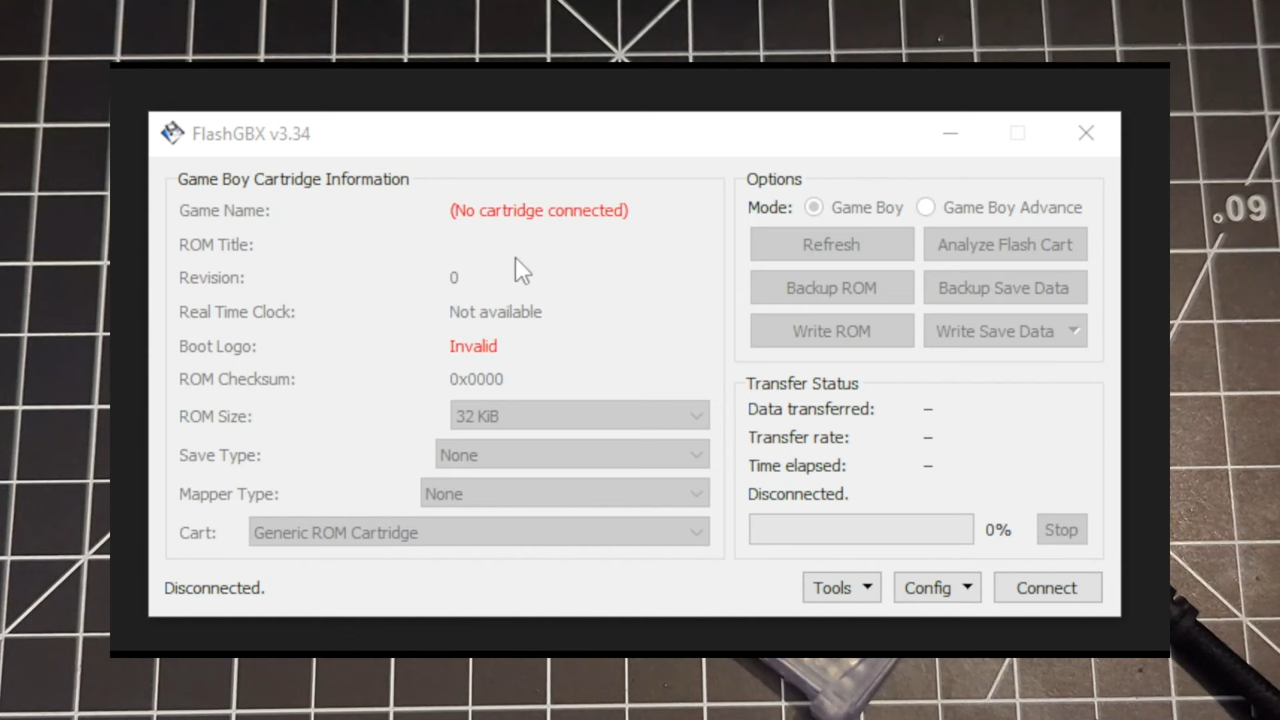 FlashGBX v3.34
Game Boy Cartridge Information
Game Name: (No cartridge connected)
ROM Title:
Revision: 0
Real Time Clock: Not available
Boot Logo: Invalid
ROM Checksum: 0x0000
ROM Size: 32 KiB
Save Type: None
Mapper Type: None
Cart: Generic ROM Cartridge
Disconnected.
Options
Mode: Game Boy Game Boy Advance
Refresh Analyze Flash Cart
Backup ROM Backup Save Data
Write ROM Write Save Data
Transfer Status
Data transferred: –
Transfer rate: –
Time elapsed: –
Disconnected.
0% Stop
Tools Config Connect
.09